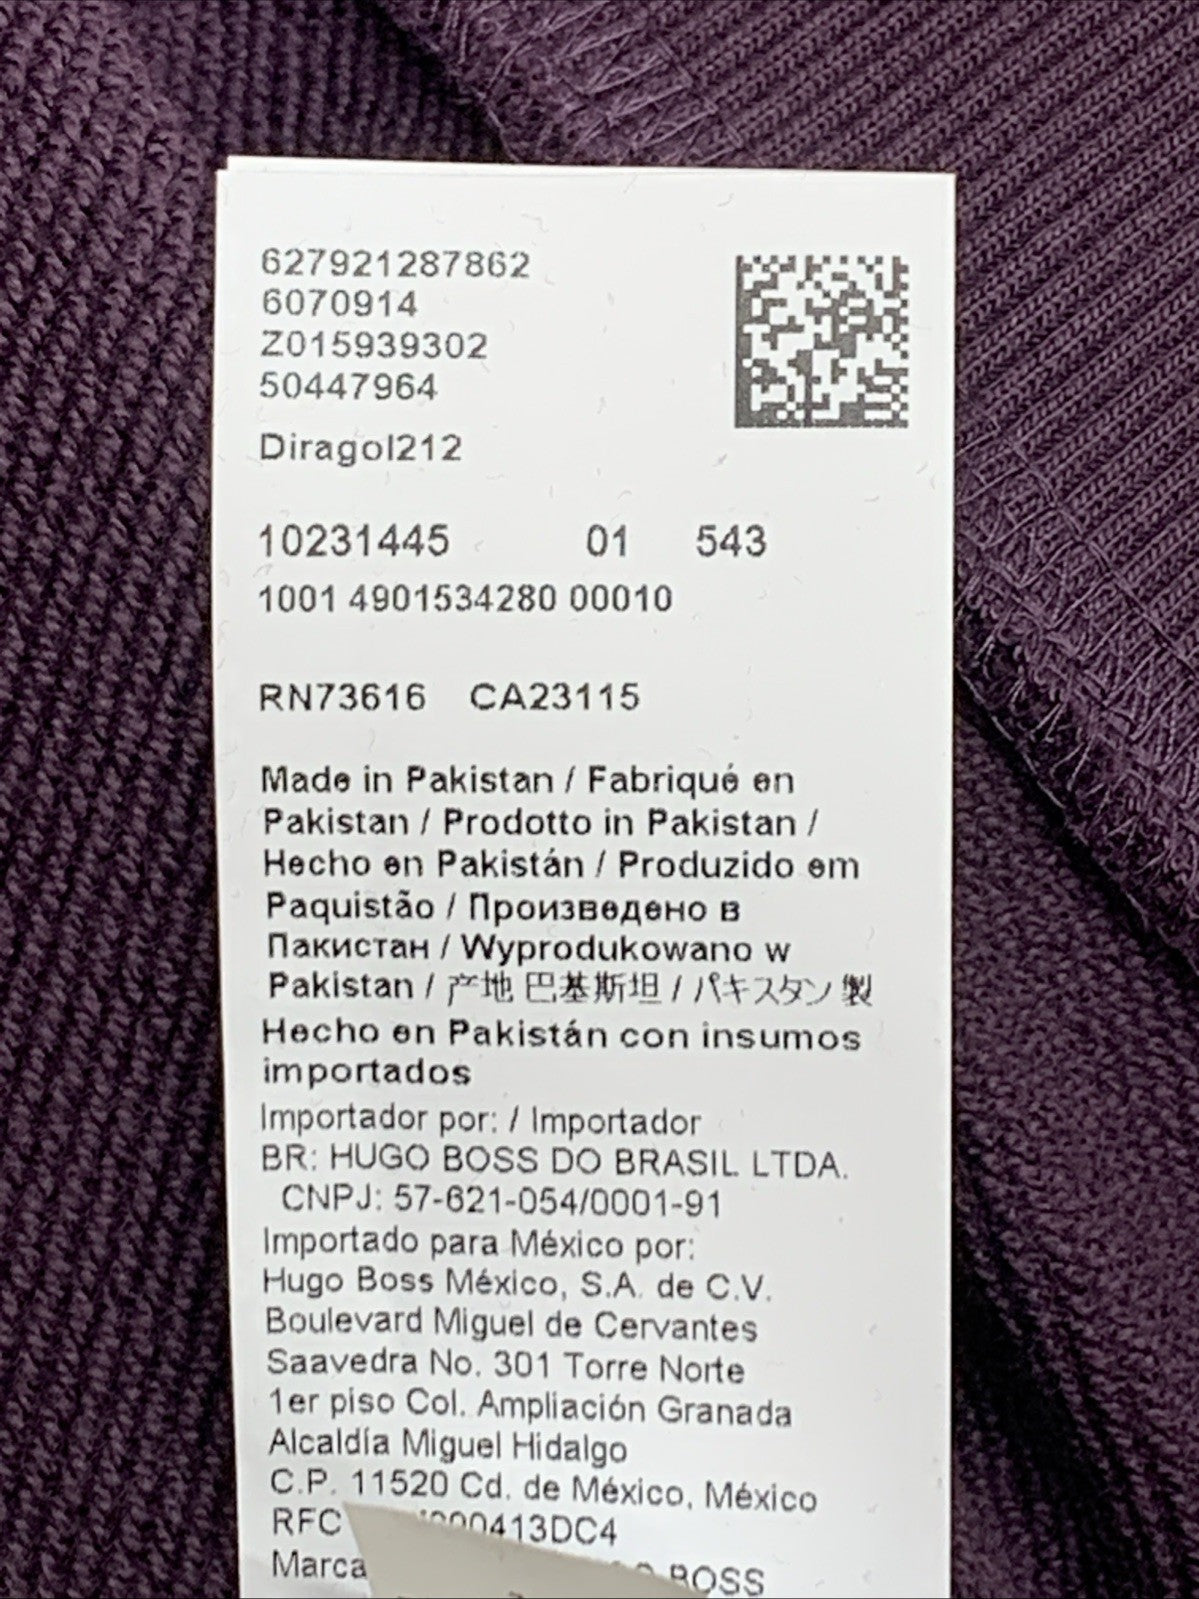 627921287862
6070914
Z015939302
50447964
Diragol212
10231445 01 543
1001 4901534280 00010
RN73616 CA23115
Made in Pakistan / Fabriqué en
Pakistan / Prodotto in Pakistan /
Hecho en Pakistán / Produzido em
Paquistão / Произведено в
Пакистан / Wyprodukowano w
Pakistan / 产地 巴基斯坦 / パキスタン 製
Hecho en Pakistán con insumos
importados
Importador por: / Importador
BR: HUGO BOSS DO BRASIL LTDA.
CNPJ: 57-621-054/0001-91
Importado para México por:
Hugo Boss México, S.A. de C.V.
Boulevard Miguel de Cervantes
Saavedra No. 301 Torre Norte
1er piso Col. Ampliación Granada
Alcaldía Miguel Hidalgo
C.P. 11520 Cd. de México, México
RFC
Marca BOSS